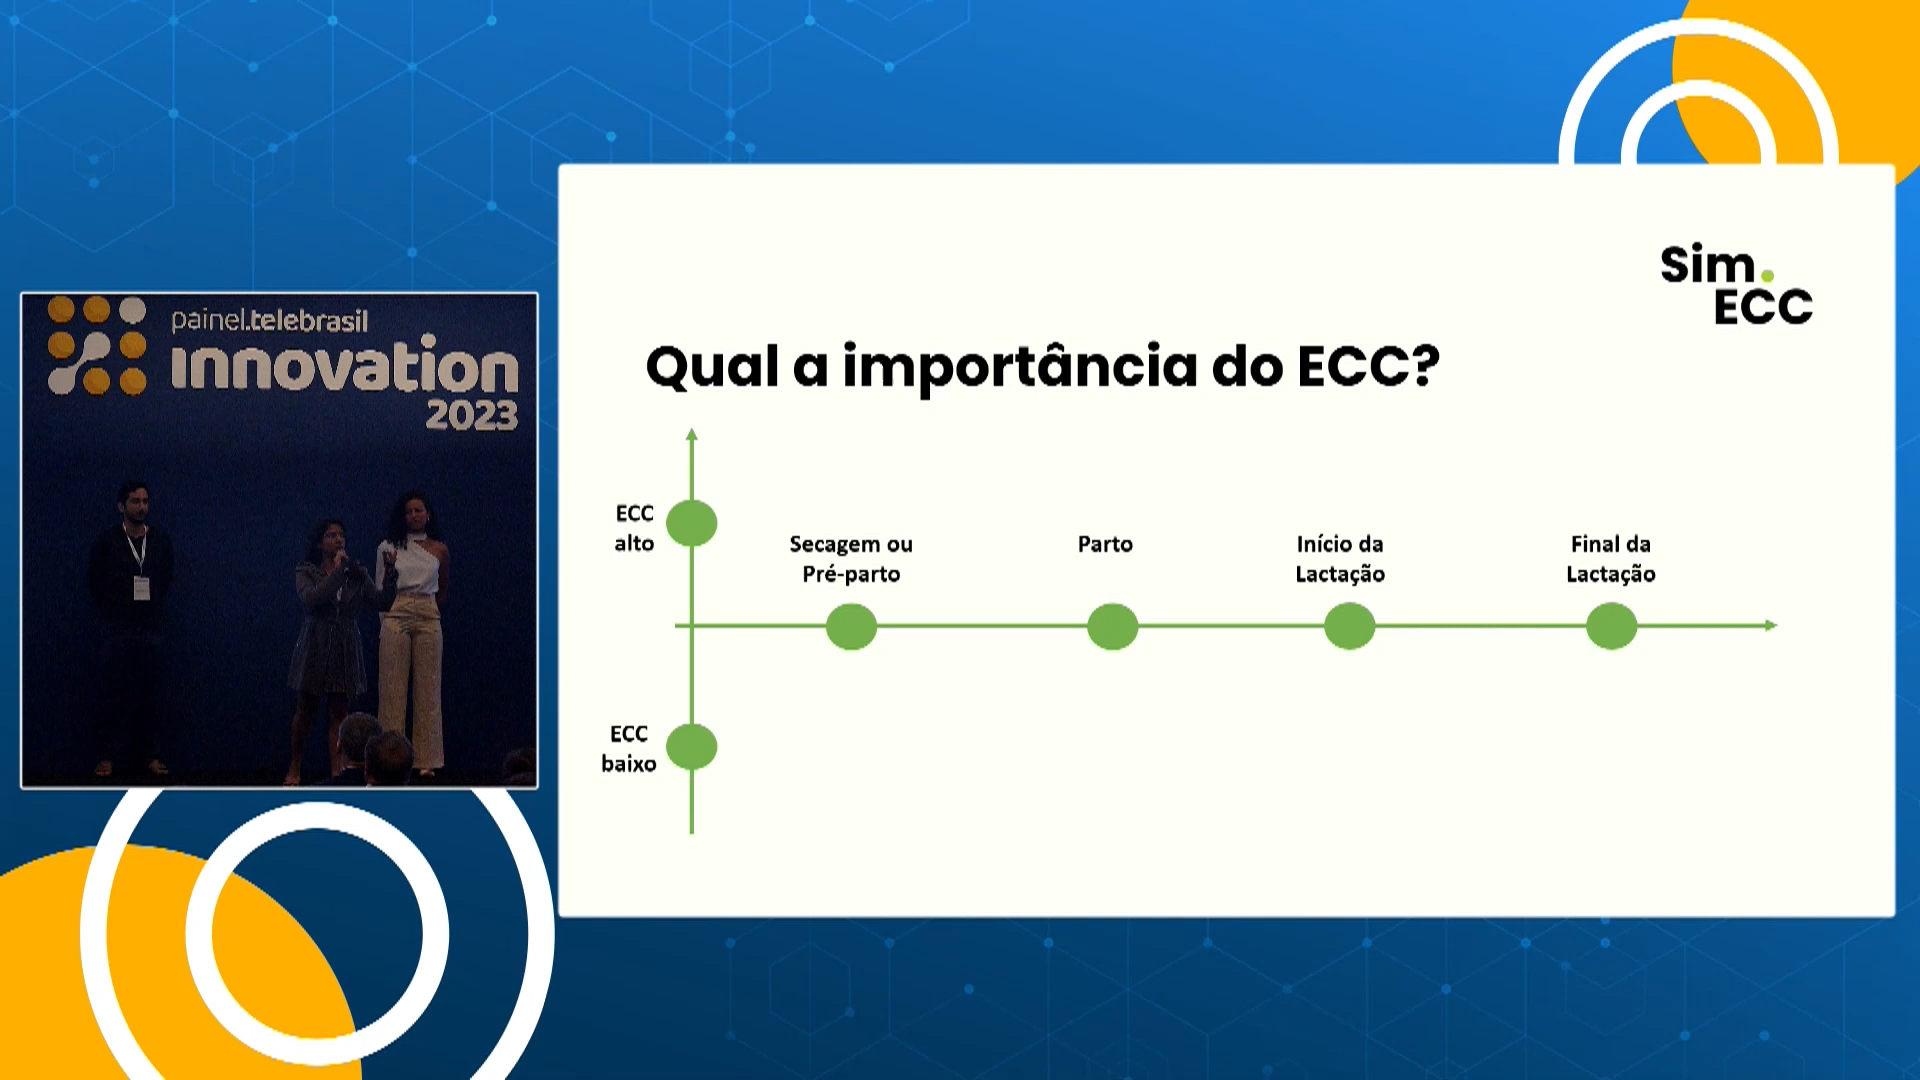 painel.telebrasil
innovation
2023
Sim.
ECC
Qual a importância do ECC?
ECC
alto
Secagem ou
Pré-parto
Parto
Início da
Lactação
Final da
Lactação
ECC
baixo